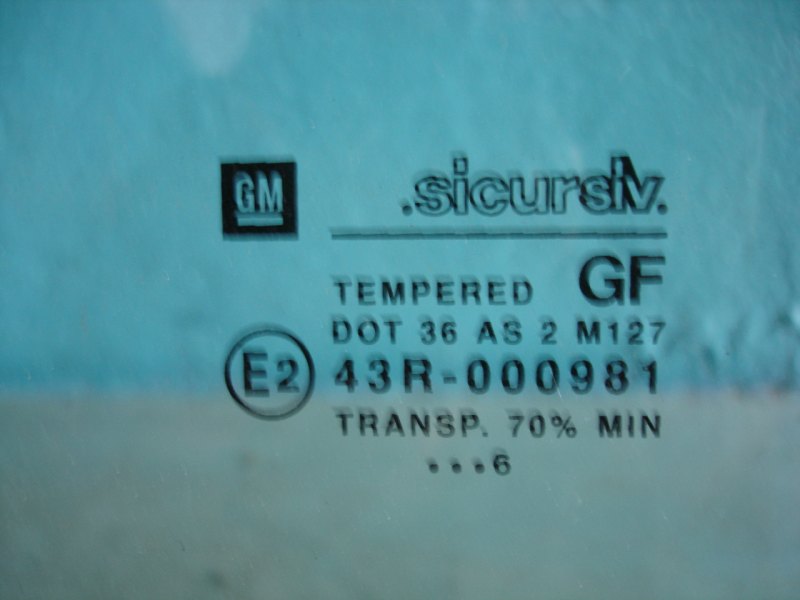 GM
.sicursiv.
TEMPERED GF
DOT 36 AS 2 M127
E2 43R-000981
TRANSP. 70% MIN
•••6